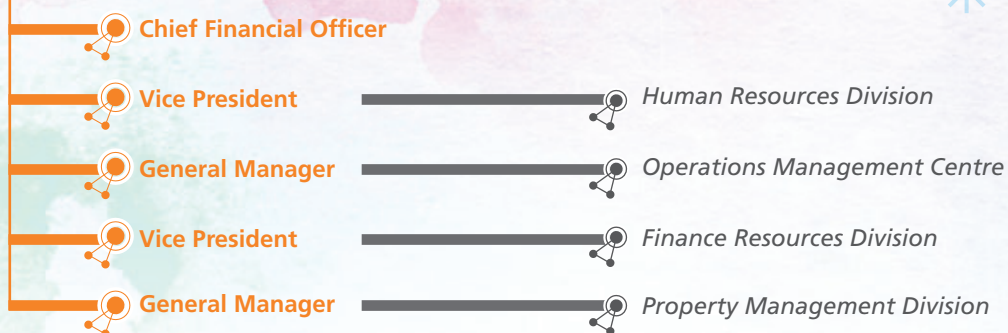 Chief Financial Officer
Vice President Human Resources Division
General Manager Operations Management Centre
Vice President Finance Resources Division
General Manager Property Management Division